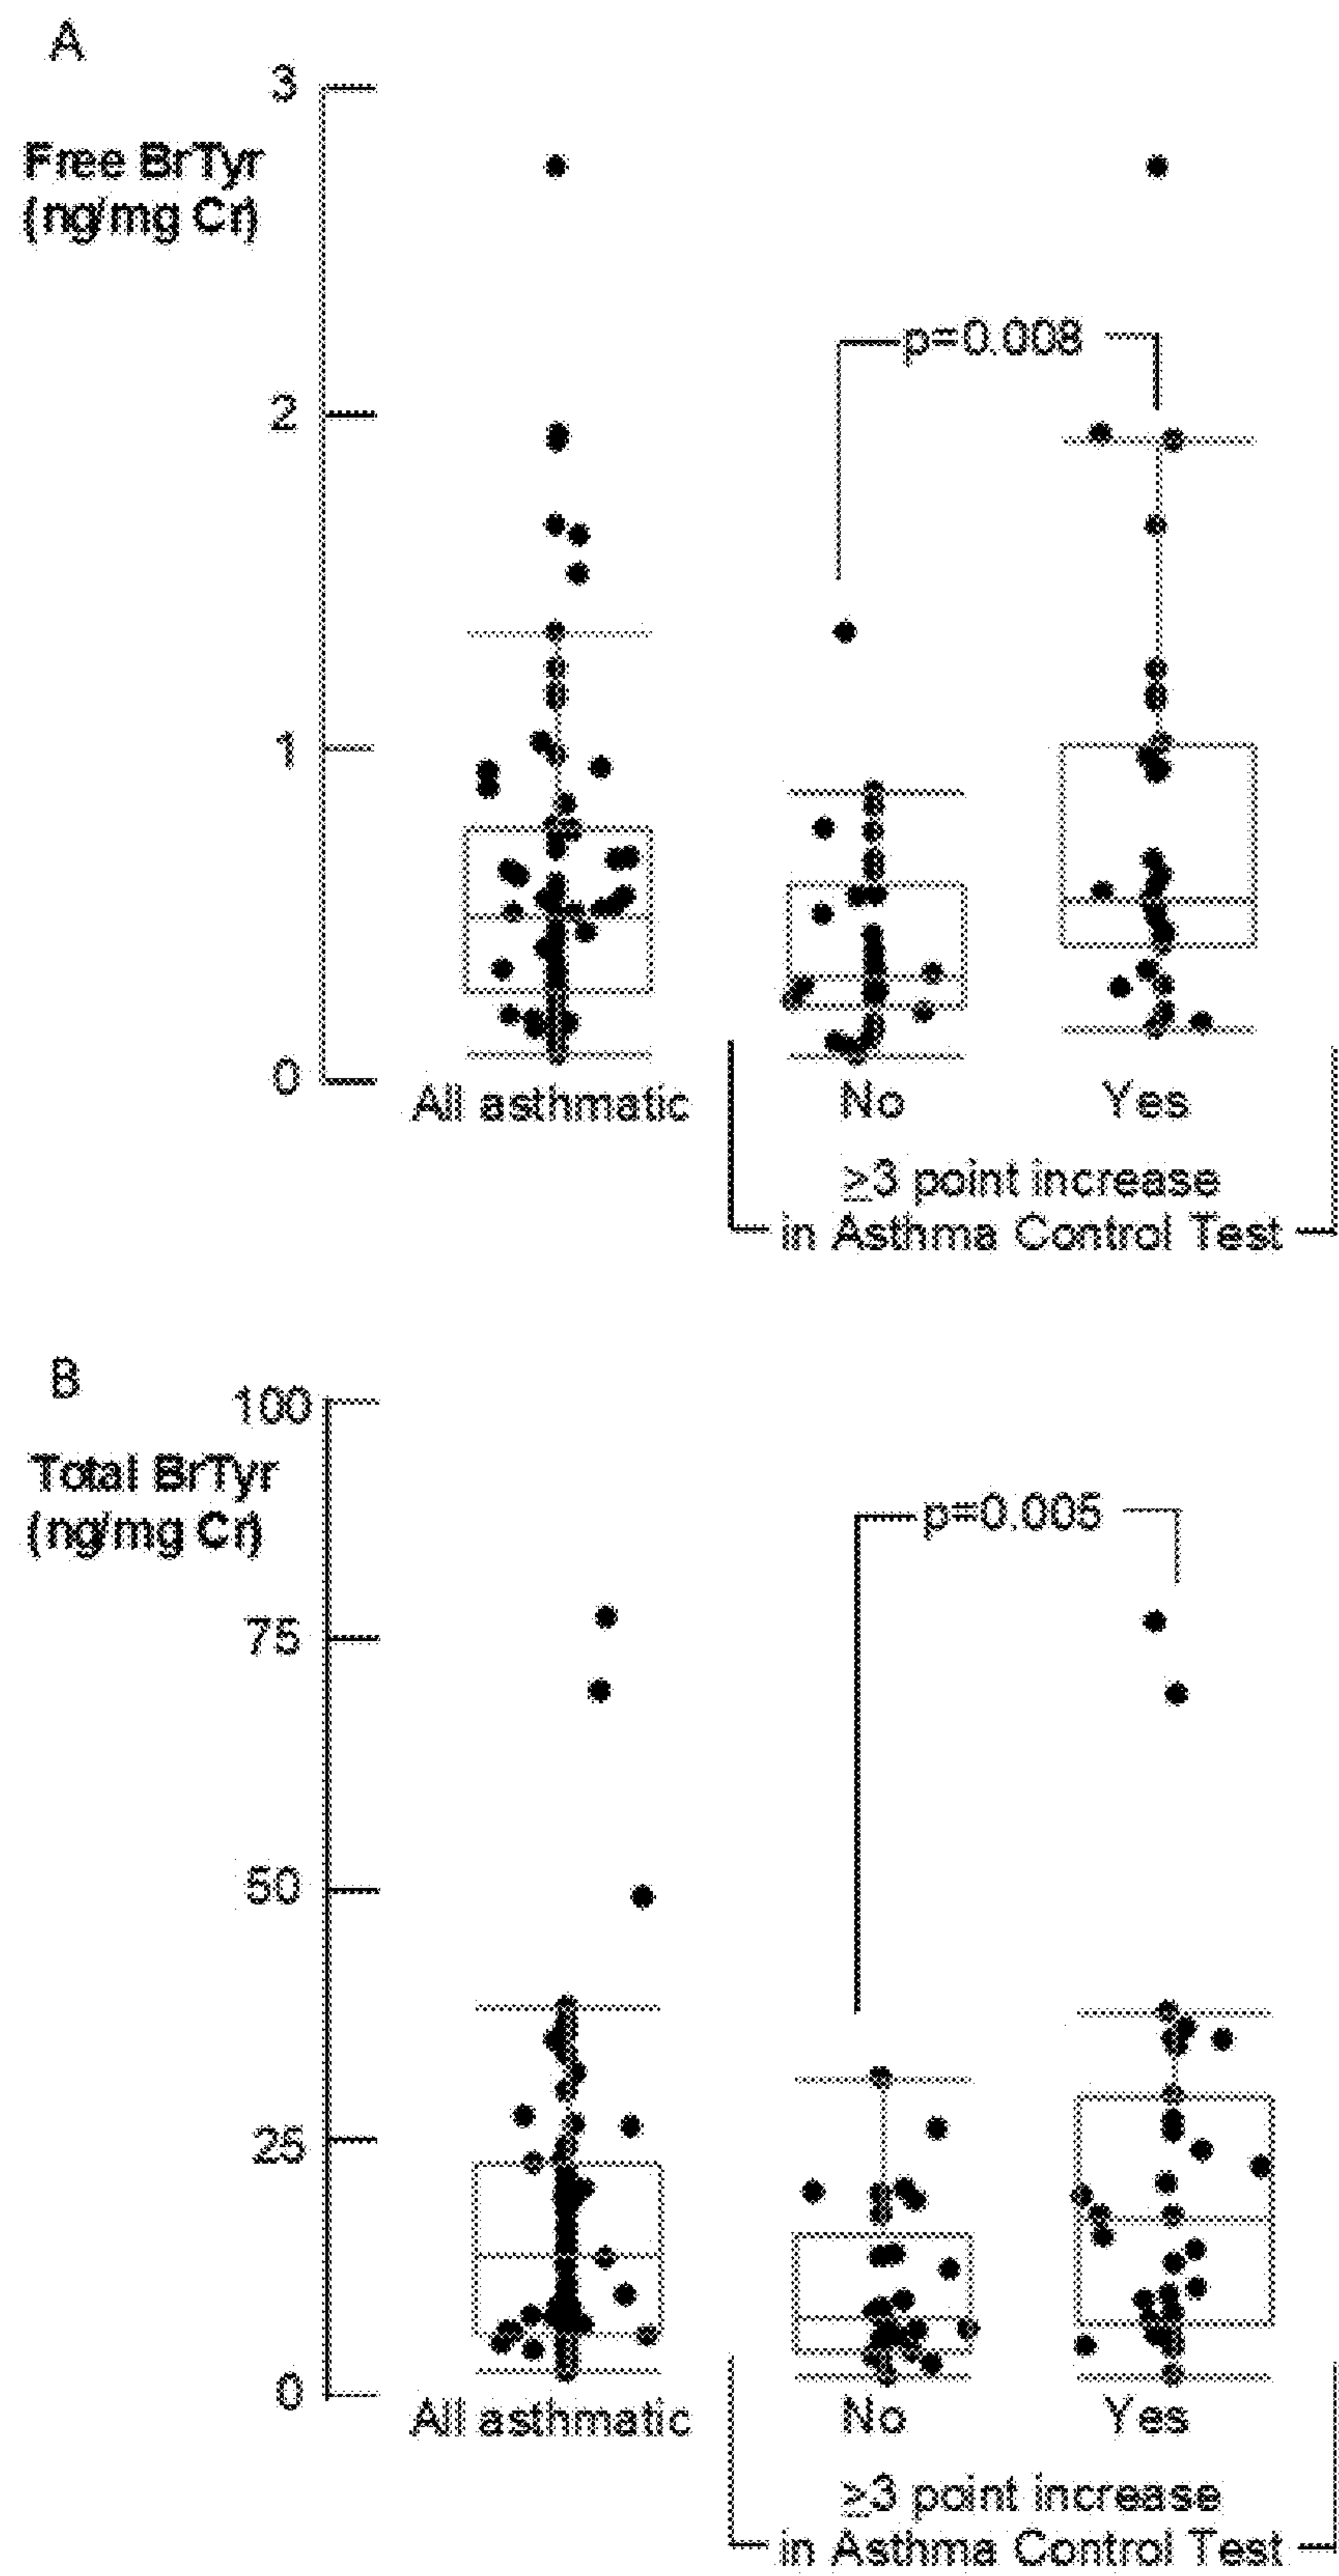 A
3
Free BrTyr
(ng/mg Cr)
p=0.008
2
1
0
All asthmatic
No
Yes
≥3 point increase
in Asthma Control Test
B
100
Total BrTyr
(ng/mg Cr)
p=0.005
75
50
25
0
All asthmatic
No
Yes
≥3 point increase
in Asthma Control Test